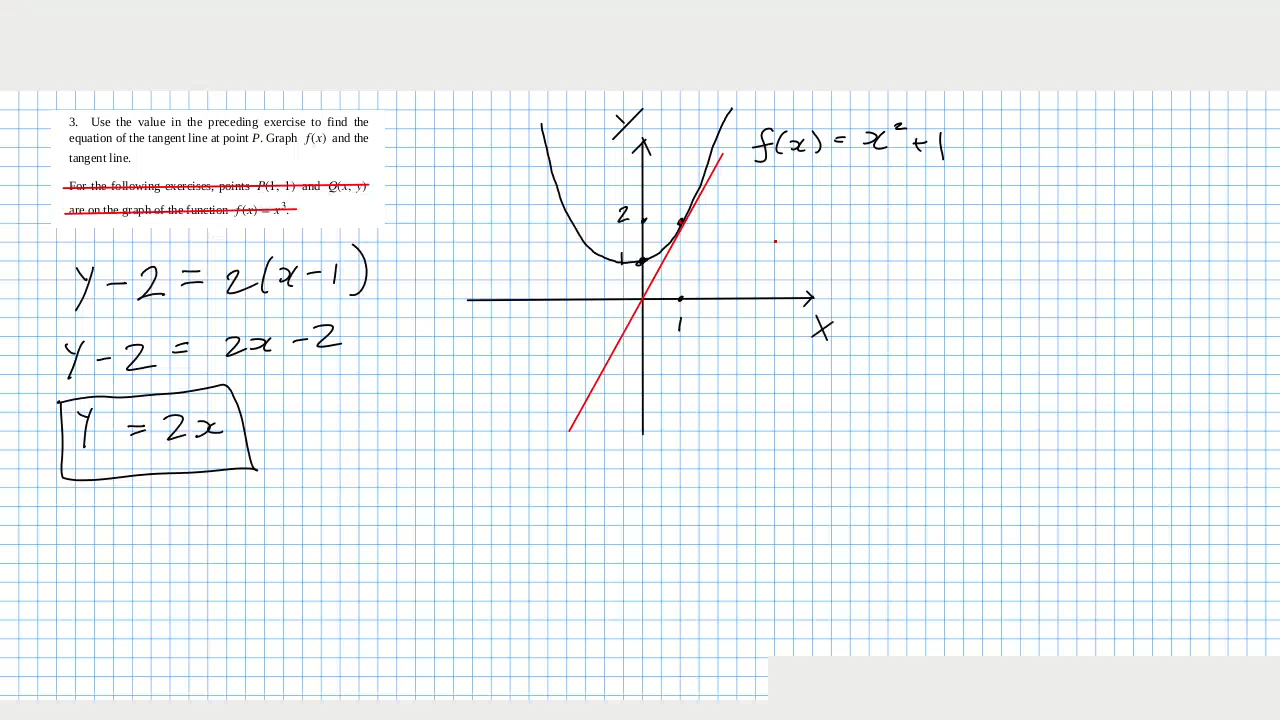 3. Use the value in the preceding exercise to find the
equation of the tangent line at point P. Graph f(x) and the
tangent line.
For the following exercises, points P(1, 1) and Q(x, y)
are on the graph of the function f(x) = x³.
y - 2 = 2(x - 1)
y - 2 = 2x - 2
y = 2x
y
f(x) = x² + 1
2
1
1
x